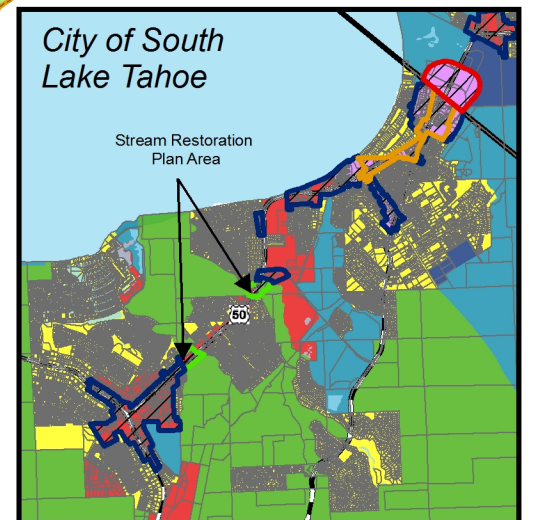 City of South
Lake Tahoe
Stream Restoration
Plan Area
50